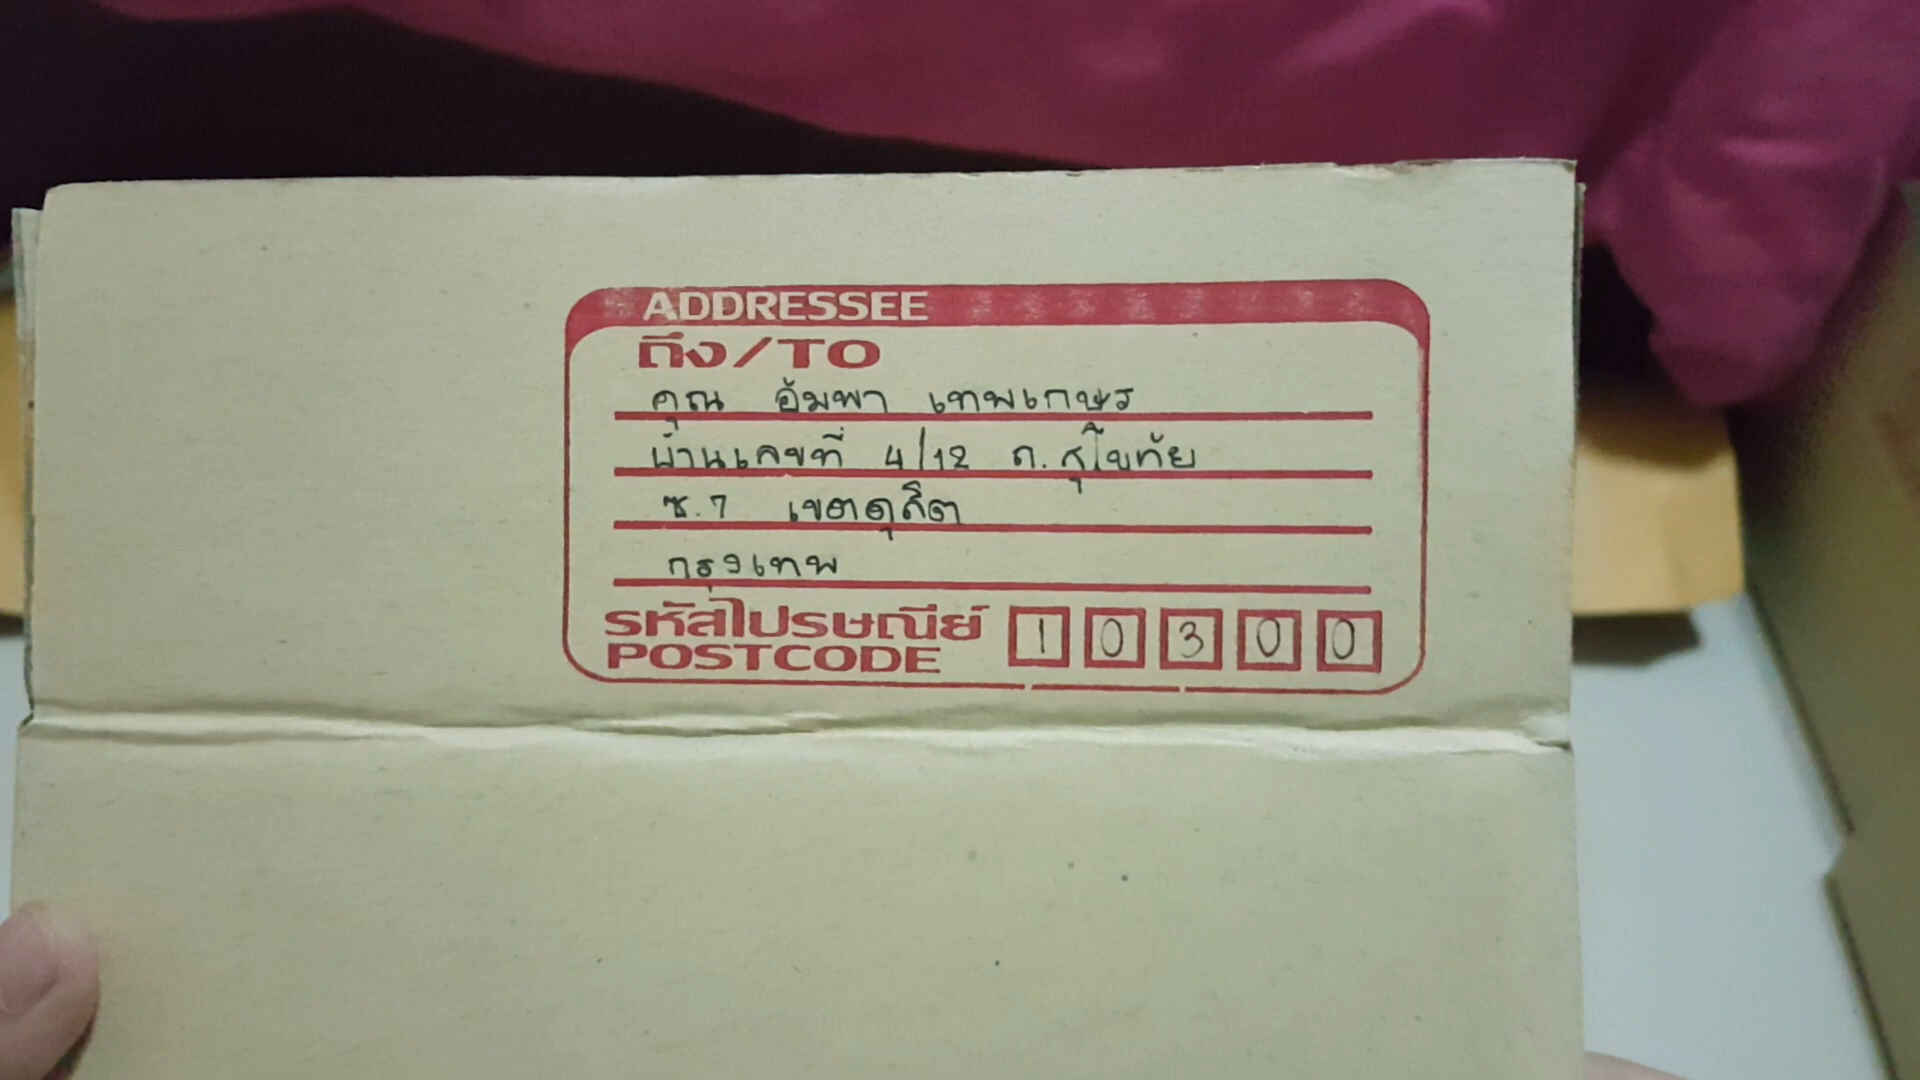 ADDRESSEE
ถึง/TO
คุณ อัมพา เทพเกษร
บ้านเลขที่ 4/12 ถ.สุโขทัย
ซ.7 เขตดุสิต
กรุงเทพ
รหัสไปรษณีย์ 10300
POSTCODE